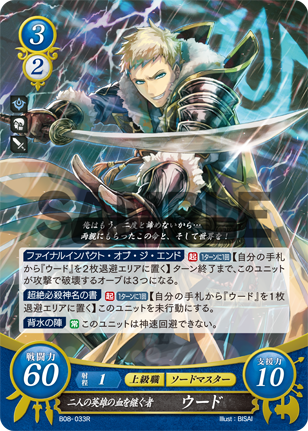 3
2
SAMPLE
俺はもう、二度と諦めないから…
両親にもらったこの命と、そして世界を！
ファイナルインパクト・オブ・ジ・エンド 起 1ターンに1回 【自分の手札
から『ウード』を2枚退避エリアに置く】ターン終了まで、このユニット
が攻撃で破壊するオーブは３つになる。
超絶必殺神名の書 起 1ターンに1回 【自分の手札から『ウード』を1枚
退避エリアに置く】このユニットを未行動にする。
背水の陣 常 このユニットは神速回避できない。
戦闘力
60
射程 1
上級職
ソードマスター
支援力
10
二人の英雄の血を継ぐ者 ウード
B08-033R
Illust：BISAI